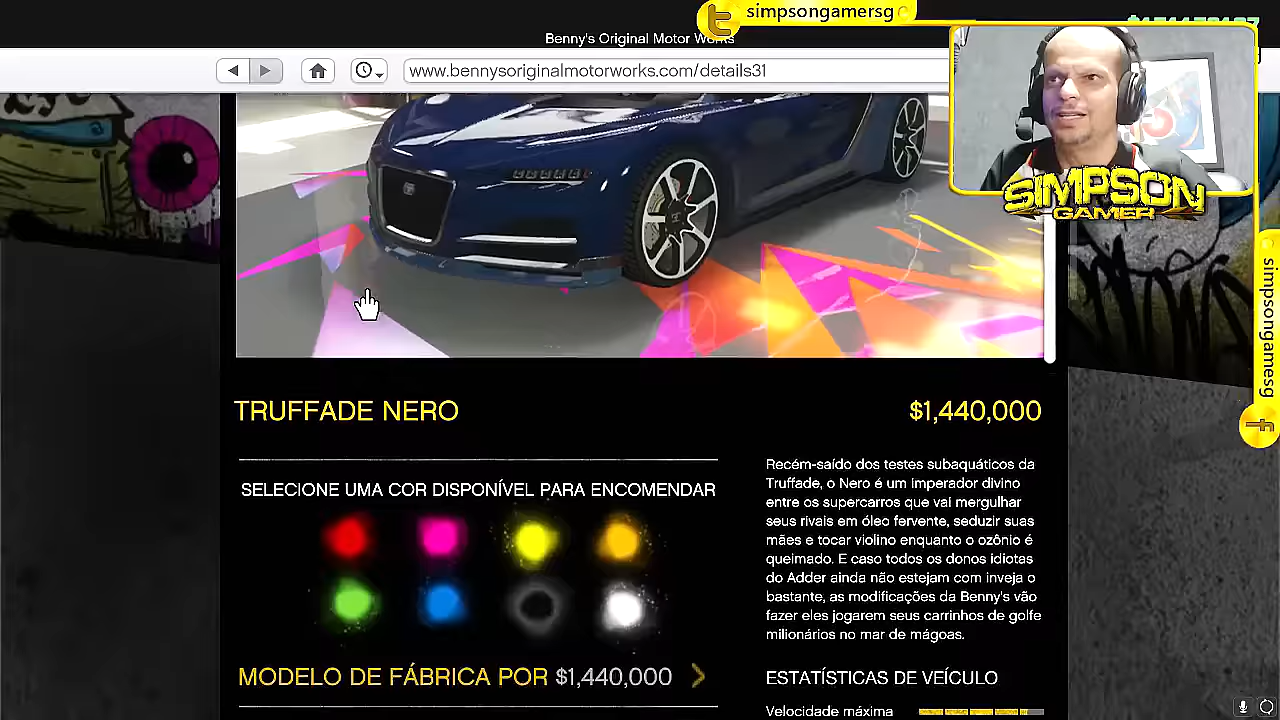 simpsongamersg
Benny's Original Motor Works
www.bennysoriginalmotorworks.com/details31
SIMPSON
GAMER
simpsongamesg
TRUFFADE NERO
$1,440,000
SELECIONE UMA COR DISPONÍVEL PARA ENCOMENDAR
MODELO DE FÁBRICA POR $1,440,000
Recém-saído dos testes subaquáticos da
Truffade, o Nero é um imperador divino
entre os supercarros que vai mergulhar
seus rivais em óleo fervente, seduzir suas
mães e tocar violino enquanto o ozônio é
queimado. E caso todos os donos idiotas
do Adder ainda não estejam com inveja o
bastante, as modificações da Benny's vão
fazer eles jogarem seus carrinhos de golfe
milionários no mar de mágoas.
ESTATÍSTICAS DE VEÍCULO
Velocidade máxima